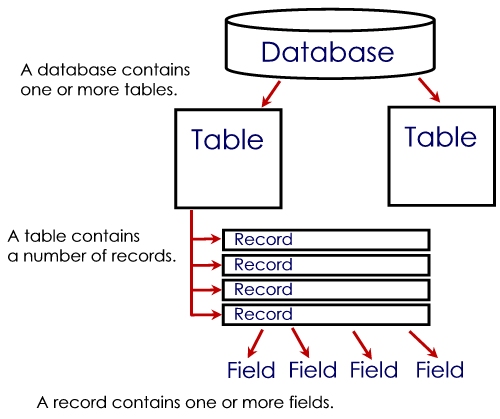 Database
A database contains
one or more tables.
Table
Table
A table contains
a number of records.
Record
Record
Record
Record
Field Field Field Field
A record contains one or more fields.